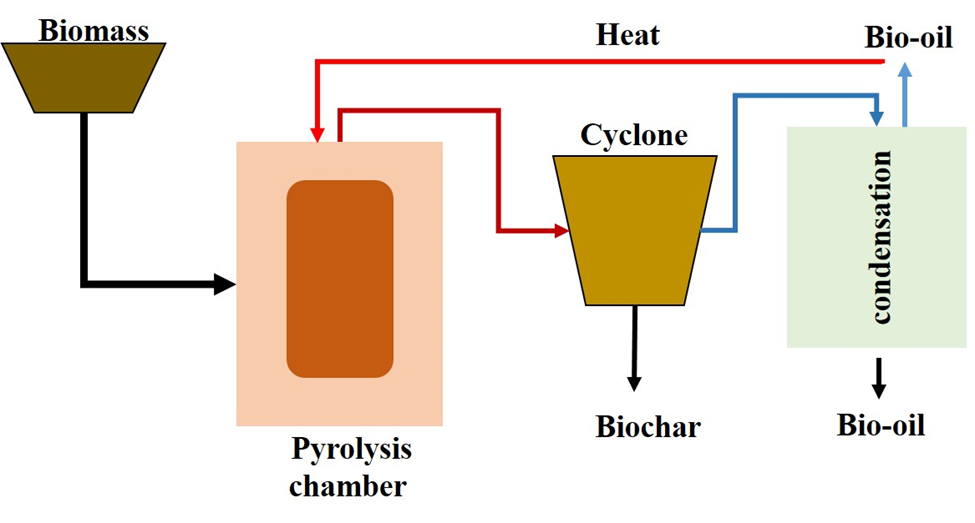 Biomass
Heat
Bio-oil
Cyclone
condensation
Biochar
Bio-oil
Pyrolysis
chamber